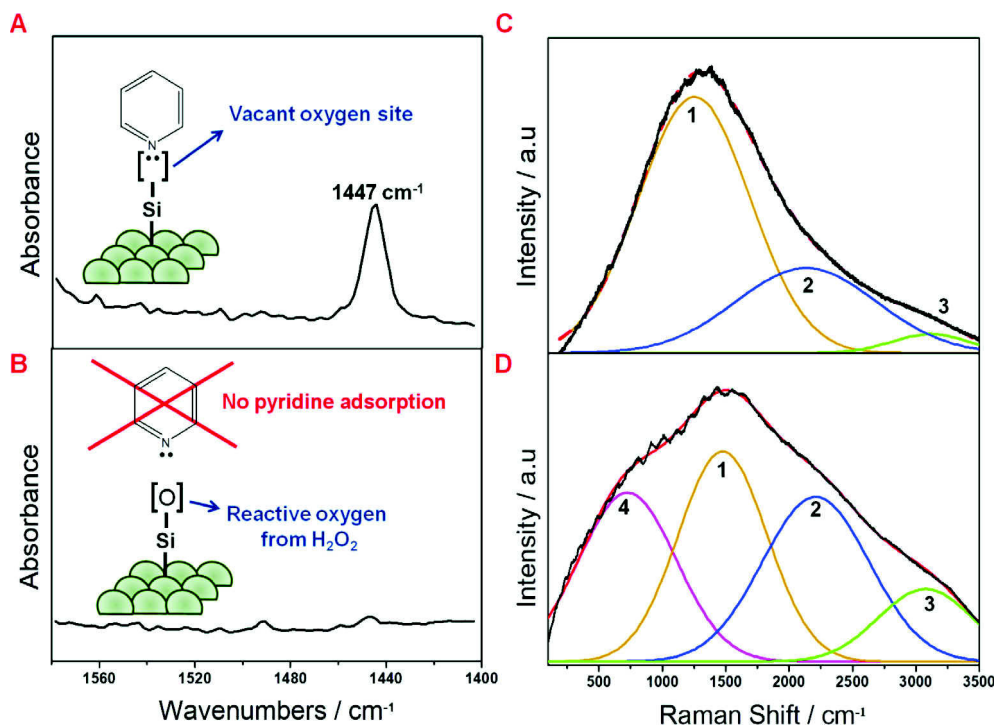 A
N
[ ]
Si
Vacant oxygen site
1447 cm⁻¹
Absorbance
B
N
No pyridine adsorption
[O]
Si
Reactive oxygen
from H₂O₂
Absorbance
1560 1520 1480 1440 1400
Wavenumbers / cm⁻¹
C
1
2
3
Intensity / a.u
D
4
1
2
3
Intensity / a.u
500 1000 1500 2000 2500 3000 3500
Raman Shift / cm⁻¹